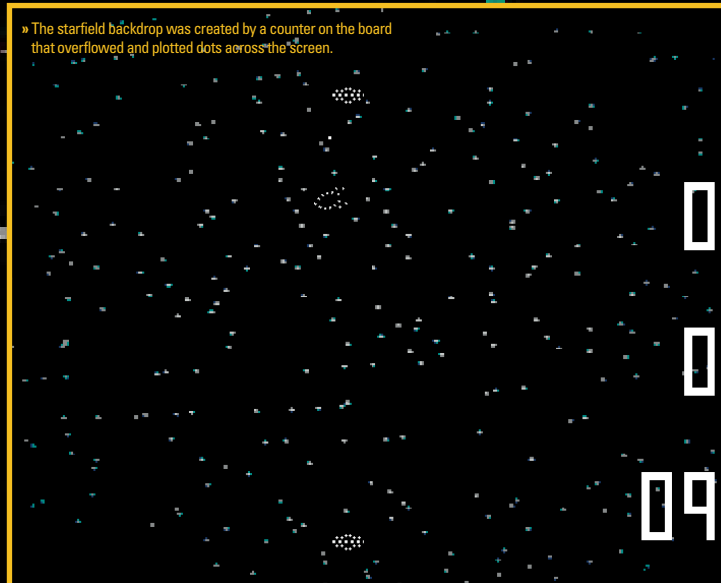 » The starfield backdrop was created by a counter on the board
that overflowed and plotted dots across the screen.
0
0
09